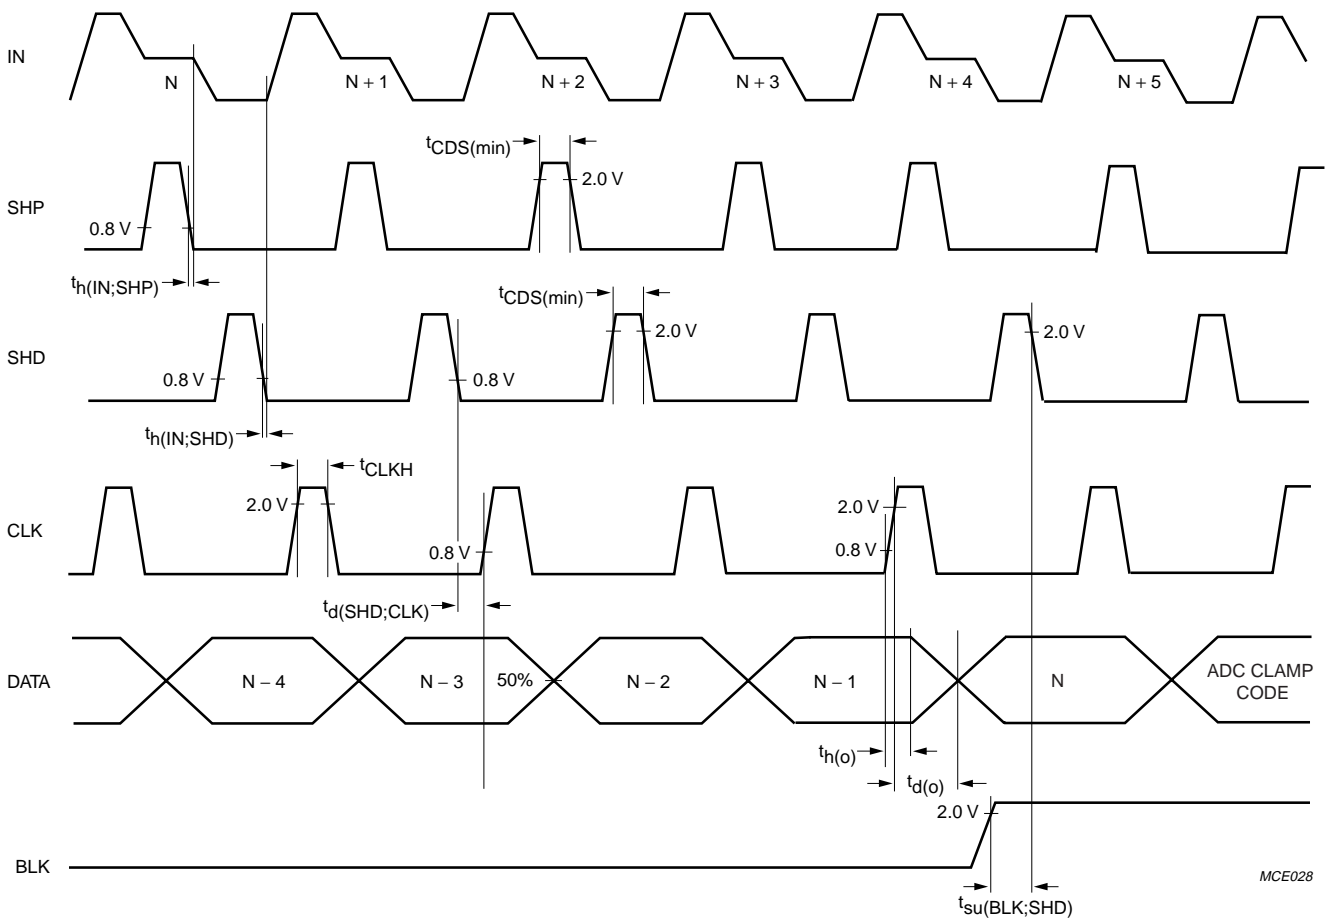 IN
N
N + 1
N + 2
N + 3
N + 4
N + 5
tCDS(min)
2.0 V
SHP
0.8 V
th(IN;SHP)
tCDS(min)
2.0 V
2.0 V
SHD
0.8 V
0.8 V
th(IN;SHD)
tCLKH
2.0 V
2.0 V
CLK
0.8 V
0.8 V
td(SHD;CLK)
DATA
N – 4
N – 3
50%
N – 2
N – 1
N
ADC CLAMP
CODE
th(o)
td(o)
2.0 V
BLK
MCE028
tsu(BLK;SHD)